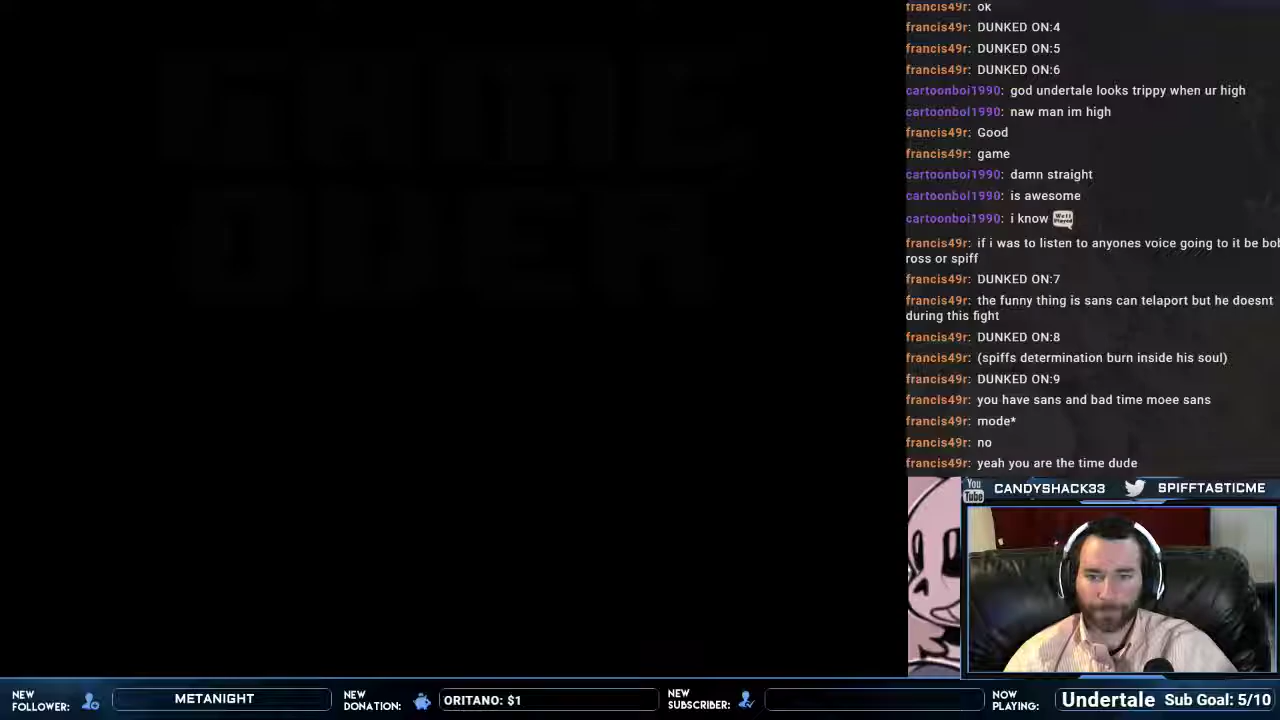 GAME
OVER
francis49r: ok
francis49r: DUNKED ON:4
francis49r: DUNKED ON:5
francis49r: DUNKED ON:6
cartoonboi1990: god undertale looks trippy when ur high
cartoonboi1990: naw man im high
francis49r: Good
francis49r: game
cartoonboi1990: damn straight
cartoonboi1990: is awesome
cartoonboi1990: i know Well Played
francis49r: if i was to listen to anyones voice going to it be bob
ross or spiff
francis49r: DUNKED ON:7
francis49r: the funny thing is sans can telaport but he doesnt
during this fight
francis49r: DUNKED ON:8
francis49r: (spiffs determination burn inside his soul)
francis49r: DUNKED ON:9
francis49r: you have sans and bad time moee sans
francis49r: mode*
francis49r: no
francis49r: yeah you are the time dude
You Tube CANDYSHACK33 SPIFFTASTICME
NEW FOLLOWER: METANIGHT
NEW DONATION: ORITANO: $1
NEW SUBSCRIBER:
NOW PLAYING: Undertale Sub Goal: 5/10